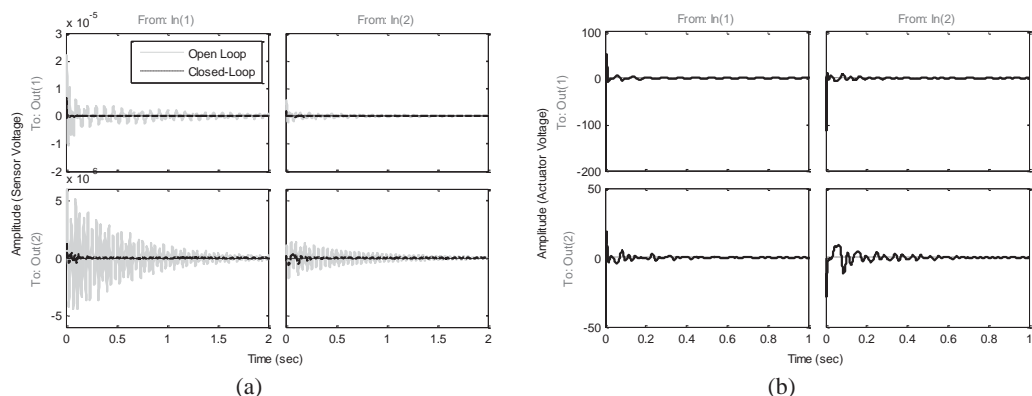 From: In(1)
From: In(2)
x 10⁻⁵
3
2
1
0
-1
-2
Open Loop
Closed-Loop
To: Out(1)
Amplitude (Sensor Voltage)
x 10⁻⁶
5
0
-5
To: Out(2)
0 0.5 1 1.5 2
0 0.5 1 1.5 2
Time (sec)
(a)
From: In(1)
From: In(2)
100
0
-100
-200
To: Out(1)
Amplitude (Actuator Voltage)
50
0
-50
To: Out(2)
0 0.2 0.4 0.6 0.8 1
0 0.2 0.4 0.6 0.8 1
Time (sec)
(b)